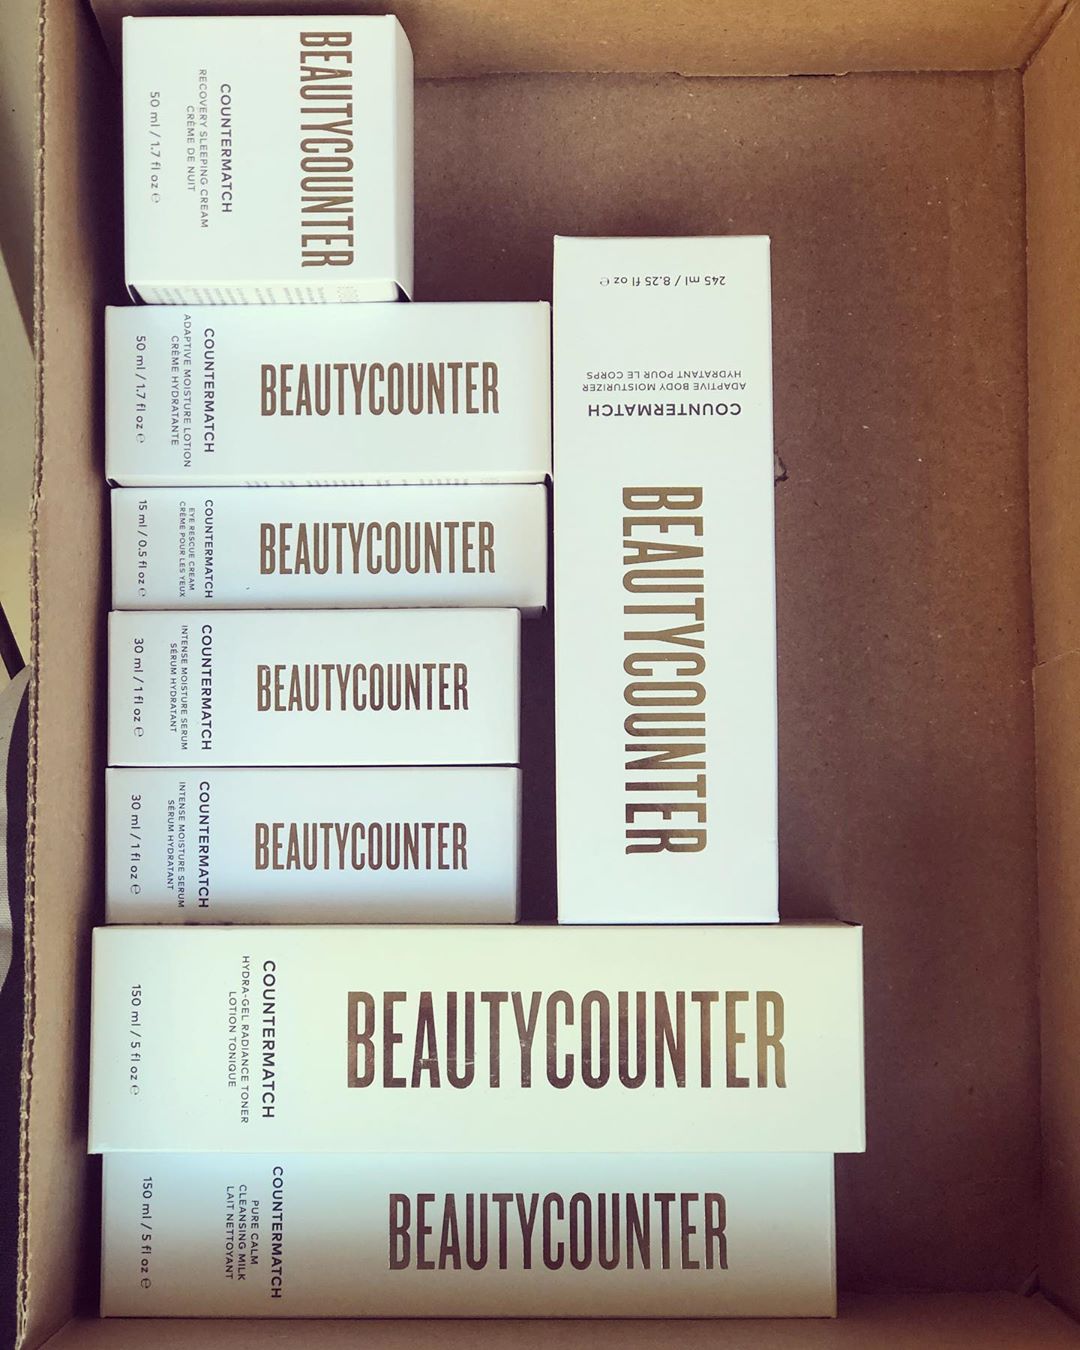 BEAUTYCOUNTER
COUNTERMATCH
RECOVERY SLEEPING CREAM
CRÈME DE NUIT
50 ml / 1.7 fl oz ℮
BEAUTYCOUNTER
COUNTERMATCH
ADAPTIVE MOISTURE LOTION
CRÈME HYDRATANTE
50 ml / 1.7 fl oz ℮
BEAUTYCOUNTER
COUNTERMATCH
EYE RESCUE CREAM
CRÈME POUR LES YEUX
15 ml / 0.5 fl oz ℮
BEAUTYCOUNTER
COUNTERMATCH
INTENSE MOISTURE SERUM
SÉRUM HYDRATANT
30 ml / 1 fl oz ℮
BEAUTYCOUNTER
COUNTERMATCH
INTENSE MOISTURE SERUM
SÉRUM HYDRATANT
30 ml / 1 fl oz ℮
BEAUTYCOUNTER
COUNTERMATCH
ADAPTIVE BODY MOISTURIZER
HYDRATANT POUR LE CORPS
245 ml / 8.25 fl oz ℮
BEAUTYCOUNTER
COUNTERMATCH
HYDRA-GEL RADIANCE TONER
LOTION TONIQUE
150 ml / 5 fl oz ℮
BEAUTYCOUNTER
COUNTERMATCH
PURE CALM
CLEANSING MILK
LAIT NETTOYANT
150 ml / 5 fl oz ℮